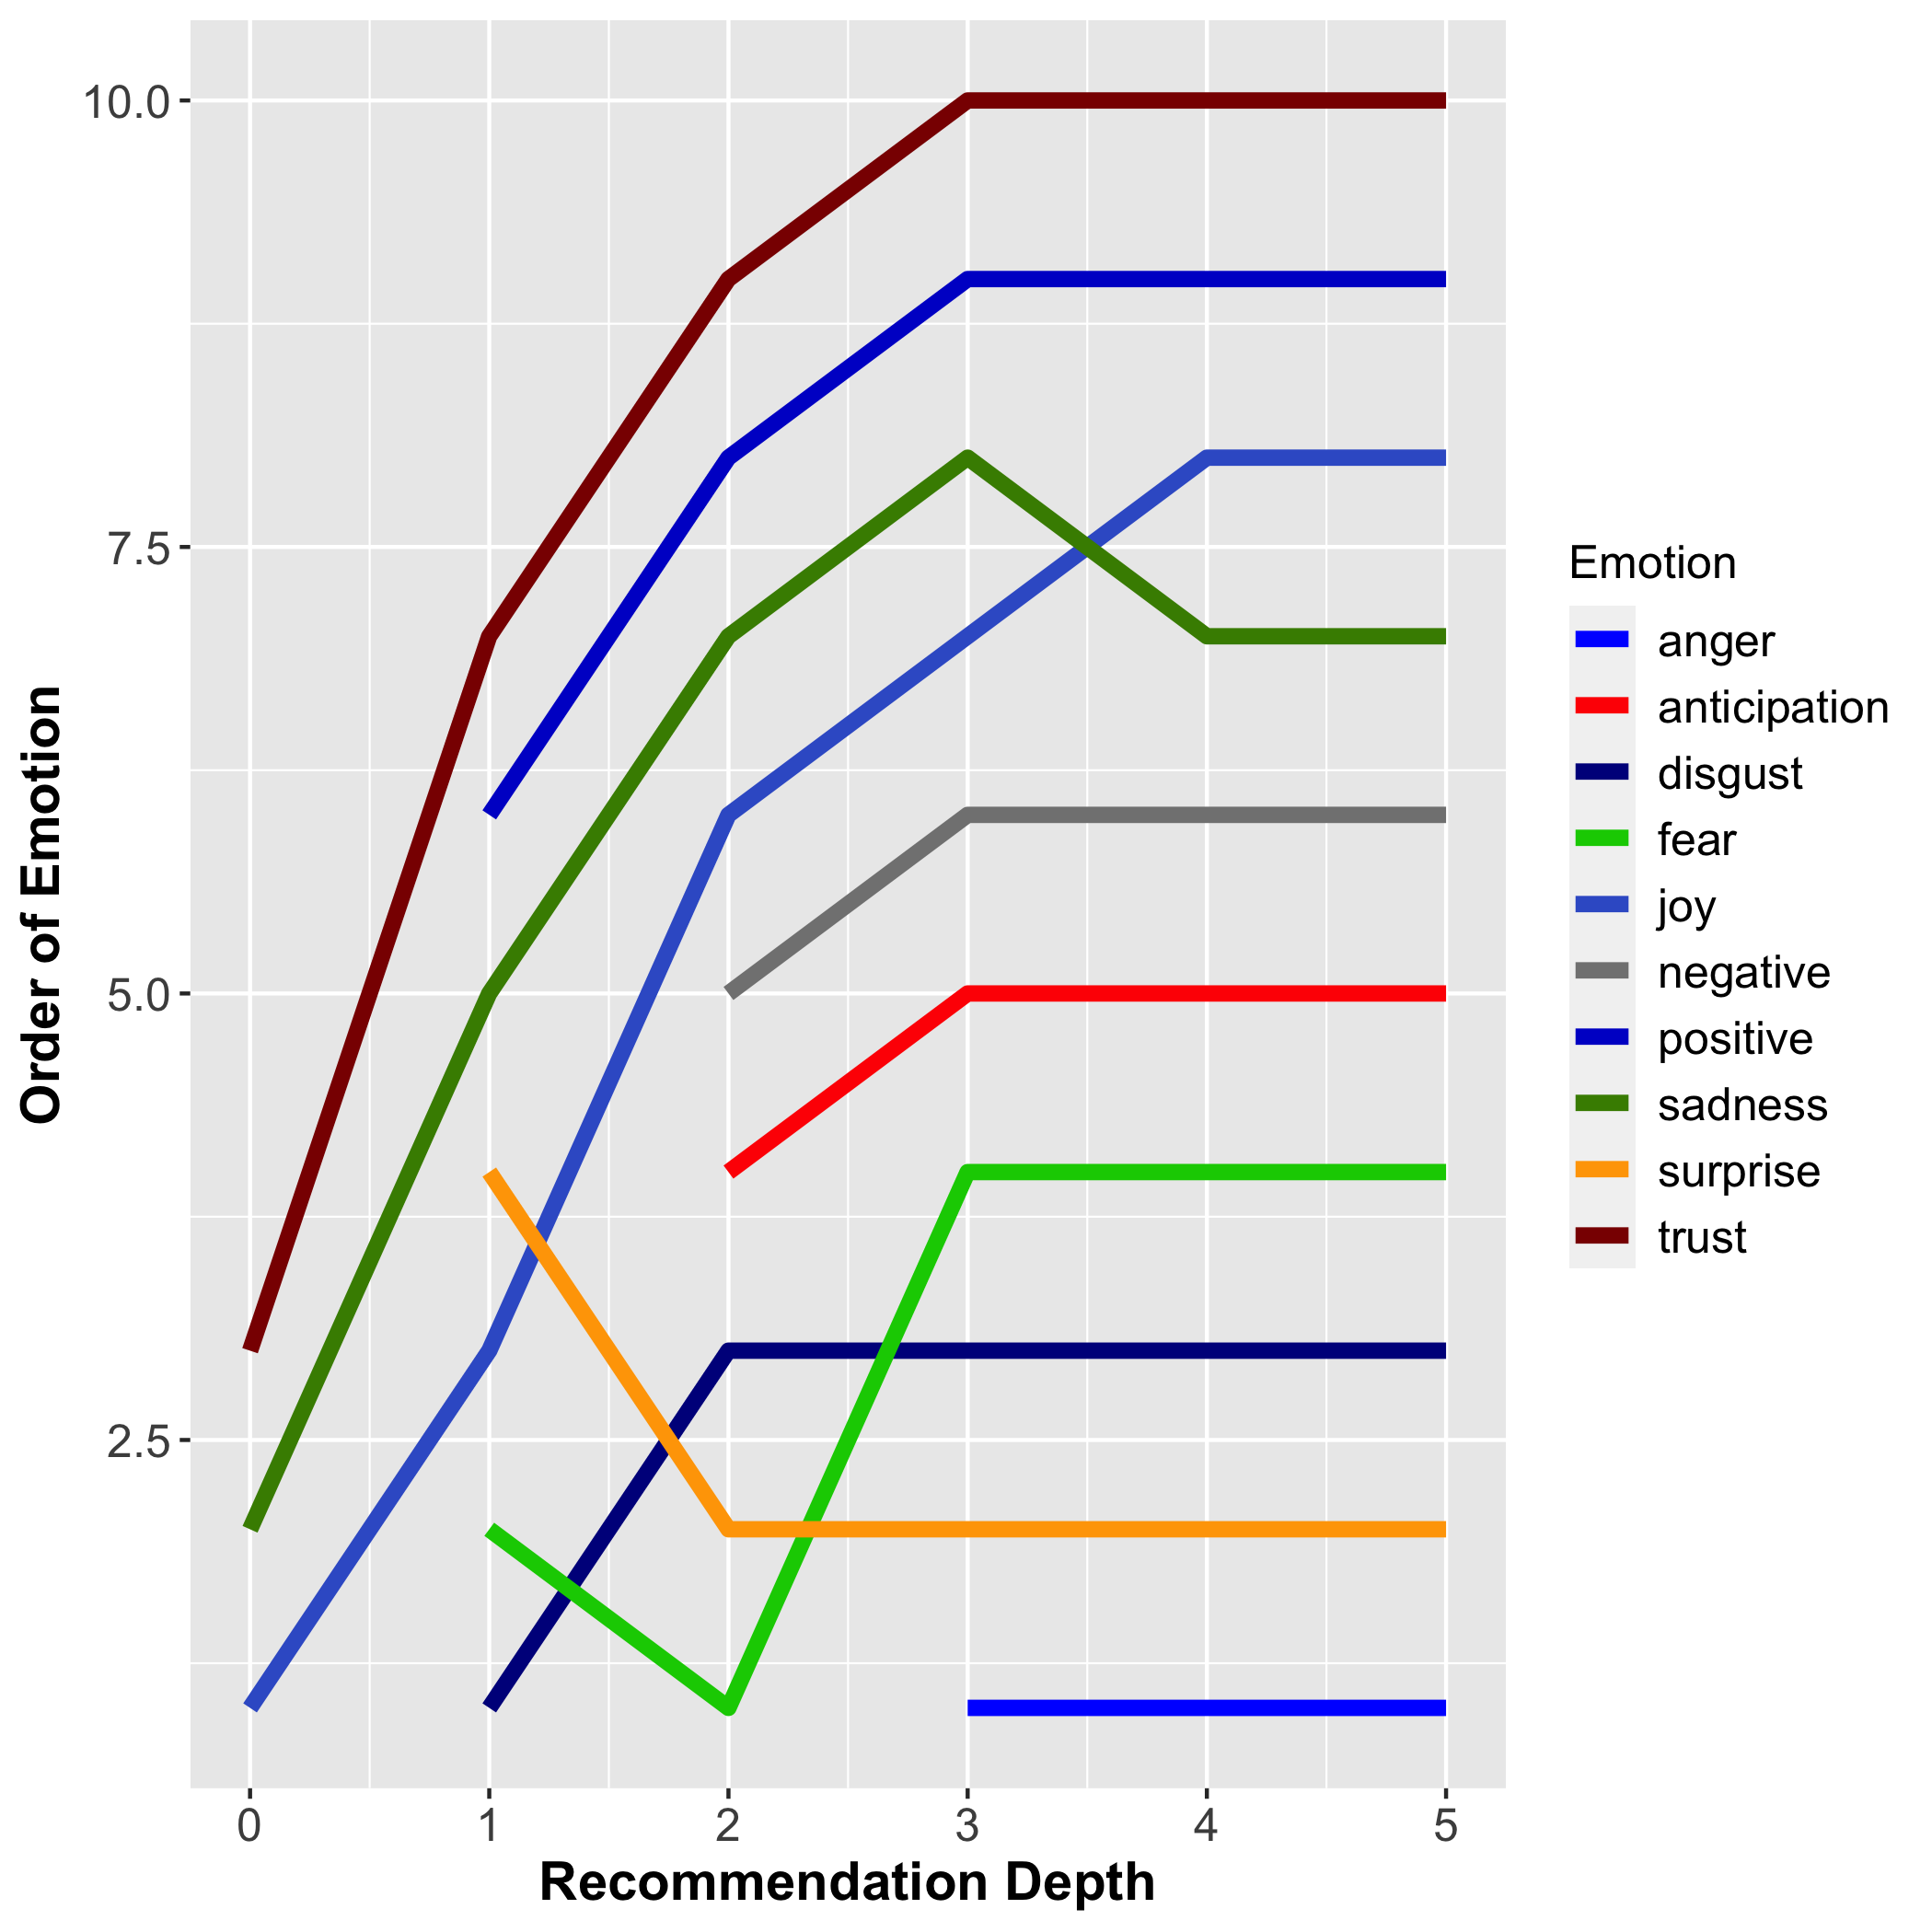 10.0
7.5
5.0
2.5
Order of Emotion
0 1 2 3 4 5
Recommendation Depth
Emotion
anger
anticipation
disgust
fear
joy
negative
positive
sadness
surprise
trust